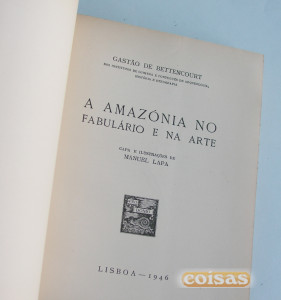 GASTÃO DE BETTENCOURT
A AMAZÓNIA NO
FABULÁRIO E NA ARTE
CAPA E ILUSTRAÇÕES DE
MANUEL LAPA
LISBOA — 1946
coisas